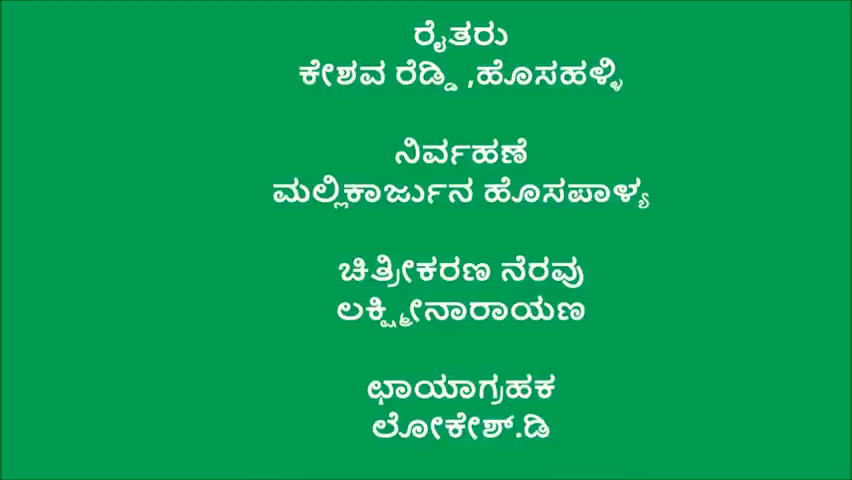 ರೈತರು
ಕೇಶವ ರೆಡ್ಡಿ ,ಹೊಸಹಳ್ಳಿ
ನಿರ್ವಹಣೆ
ಮಲ್ಲಿಕಾರ್ಜುನ ಹೊಸಪಾಳ್ಯ
ಚಿತ್ರೀಕರಣ ನೆರವು
ಲಕ್ಷ್ಮೀನಾರಾಯಣ
ಛಾಯಾಗ್ರಹಕ
ಲೋಕೇಶ್.ಡಿ